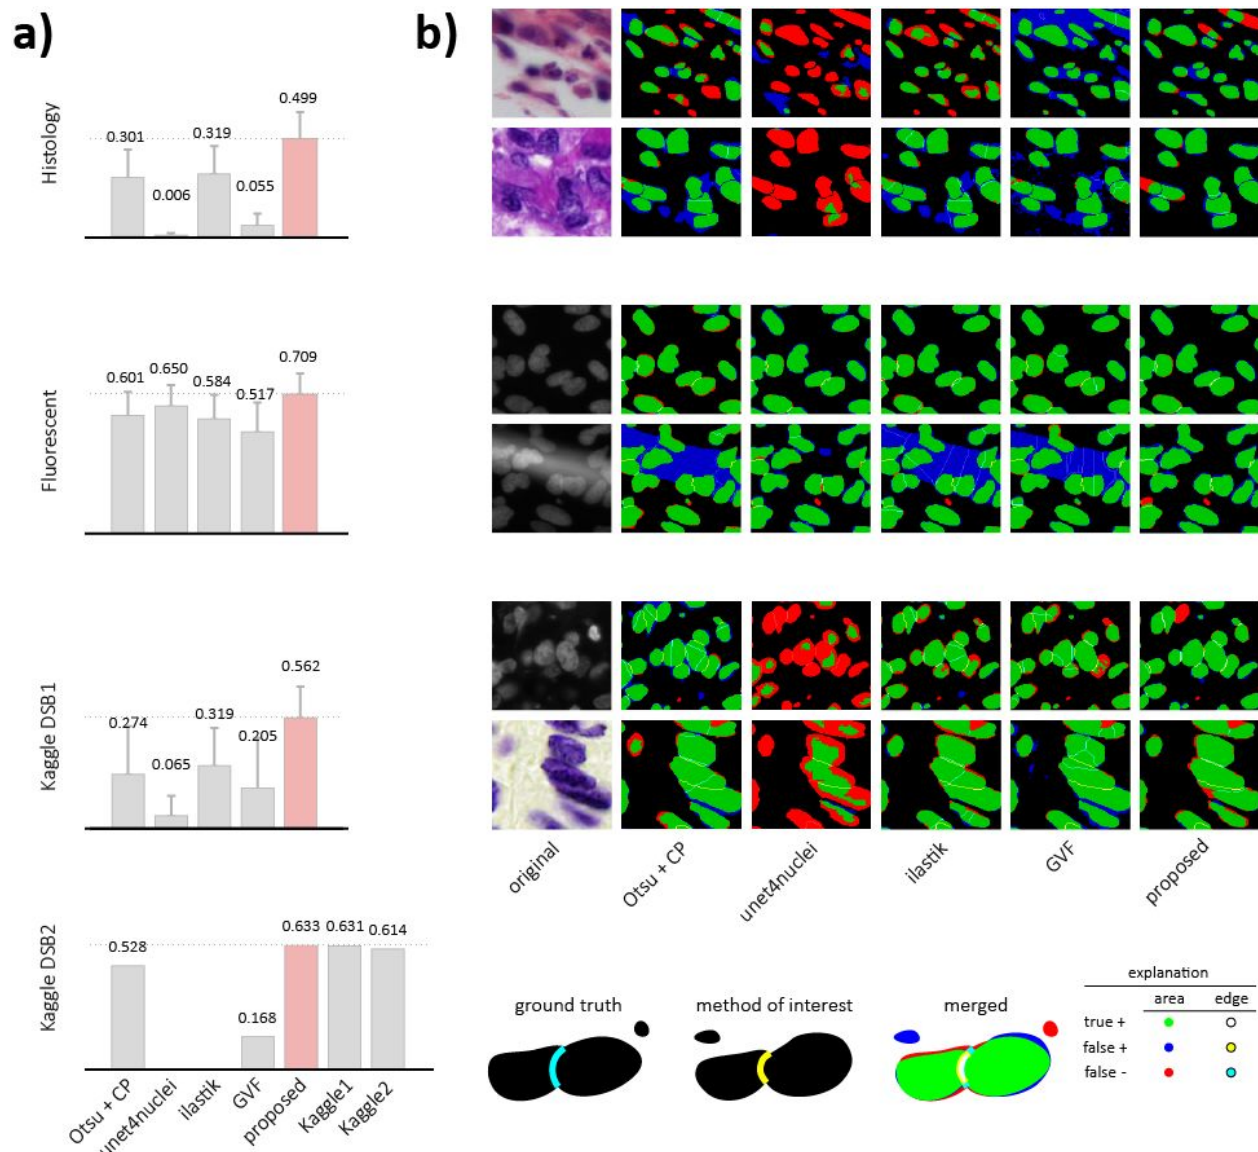 a)
Histology
0.301
0.006
0.319
0.055
0.499
Fluorescent
0.601
0.650
0.584
0.517
0.709
Kaggle DSB1
0.274
0.065
0.319
0.205
0.562
Kaggle DSB2
0.528
0.168
0.633
0.631
0.614
Otsu + CP
unet4nuclei
ilastik
GVF
proposed
Kaggle1
Kaggle2
b)
original
Otsu + CP
unet4nuclei
ilastik
GVF
proposed
ground truth
method of interest
merged
explanation
area edge
true +
false +
false -